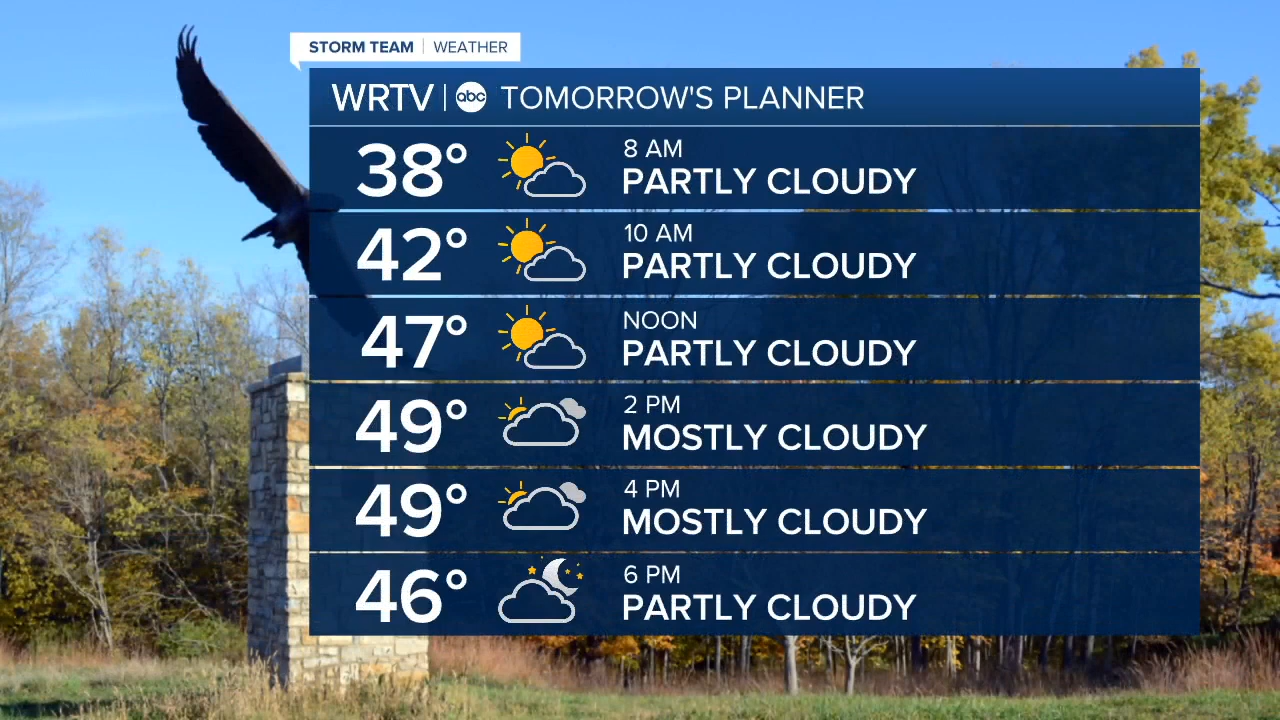 STORM TEAM | WEATHER
WRTV | abc TOMORROW'S PLANNER
38°
8 AM
PARTLY CLOUDY
42°
10 AM
PARTLY CLOUDY
47°
NOON
PARTLY CLOUDY
49°
2 PM
MOSTLY CLOUDY
49°
4 PM
MOSTLY CLOUDY
46°
6 PM
PARTLY CLOUDY